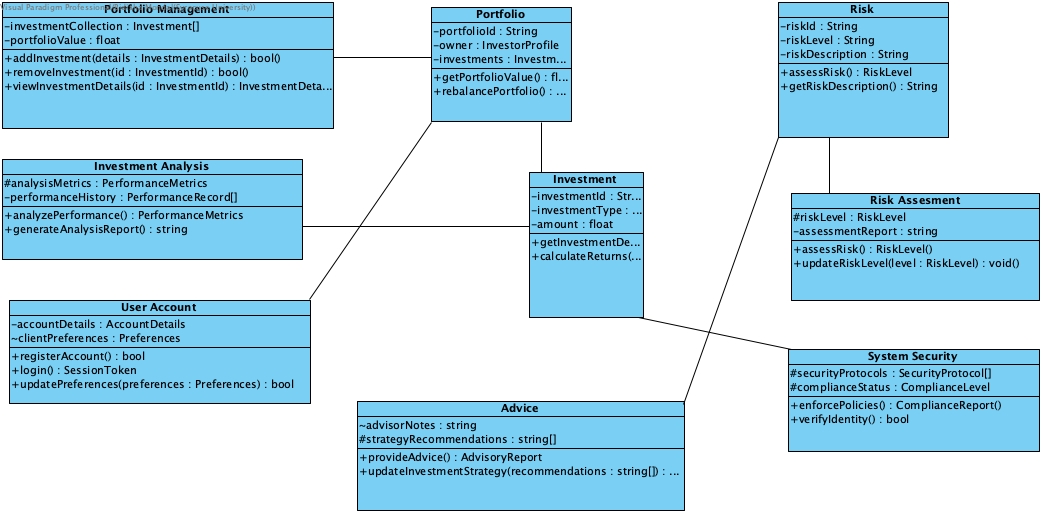 Portfolio Management
-investmentCollection : Investment[]
-portfolioValue : float
+addInvestment(details : InvestmentDetails) : bool()
+removeInvestment(id : InvestmentId) : bool()
+viewInvestmentDetails(id : InvestmentId) : InvestmentDeta...
Portfolio
-portfolioId : String
-owner : InvestorProfile
-investments : Investm...
+getPortfolioValue() : fl...
+rebalancePortfolio() : ...
Risk
-riskId : String
-riskLevel : String
-riskDescription : String
+assessRisk() : RiskLevel
+getRiskDescription() : String
Investment Analysis
#analysisMetrics : PerformanceMetrics
-performanceHistory : PerformanceRecord[]
+analyzePerformance() : PerformanceMetrics
+generateAnalysisReport() : string
Investment
-investmentId : Str...
-investmentType : ...
-amount : float
+getInvestmentDe...
+calculateReturns(...
Risk Assesment
#riskLevel : RiskLevel
-assessmentReport : string
+assessRisk() : RiskLevel()
+updateRiskLevel(level : RiskLevel) : void()
User Account
-accountDetails : AccountDetails
~clientPreferences : Preferences
+registerAccount() : bool
+login() : SessionToken
+updatePreferences(preferences : Preferences) : bool
System Security
#securityProtocols : SecurityProtocol[]
#complianceStatus : ComplianceLevel
+enforcePolicies() : ComplianceReport()
+verifyIdentity() : bool
Advice
~advisorNotes : string
#strategyRecommendations : string[]
+provideAdvice() : AdvisoryReport
+updateInvestmentStrategy(recommendations : string[]) : ...